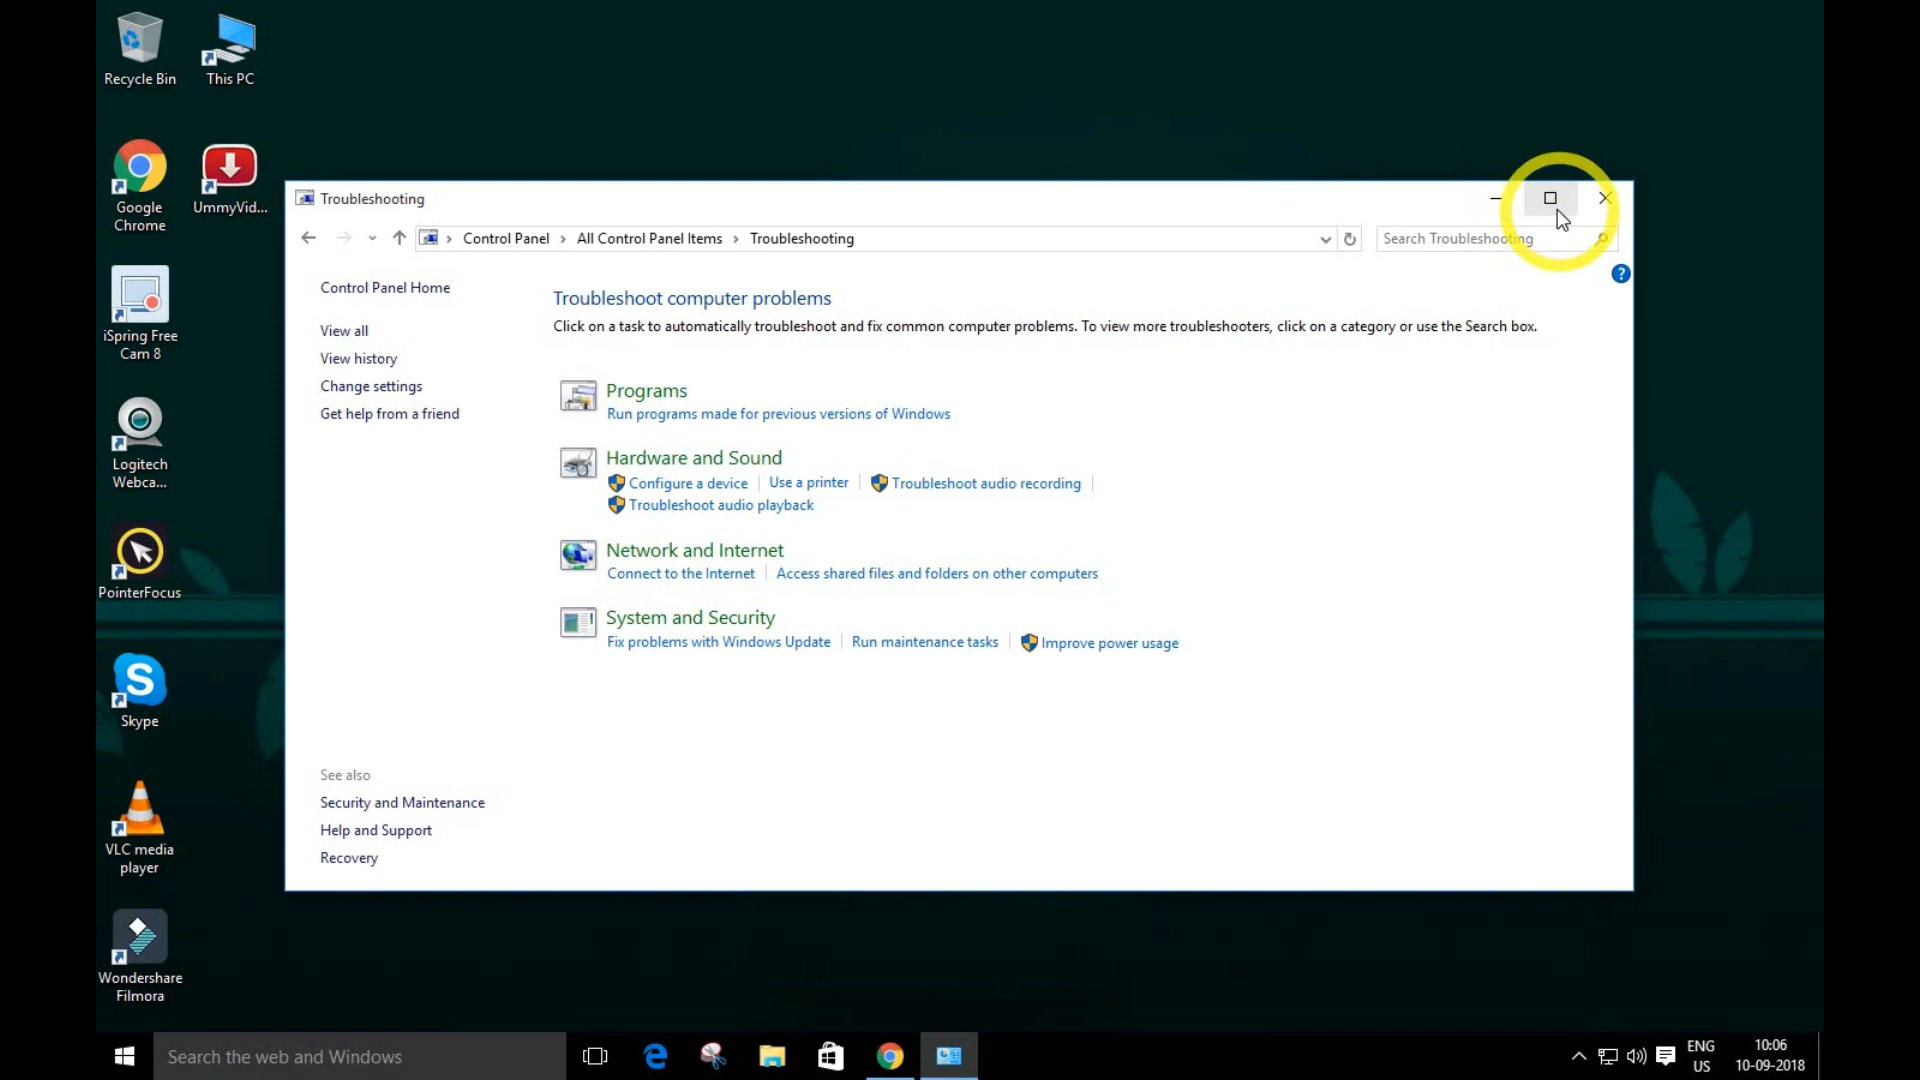 Recycle Bin
This PC
Google
Chrome
UmmyVid...
iSpring Free
Cam 8
Logitech
Webca...
PointerFocus
Skype
VLC media
player
Wondershare
Filmora
Troubleshooting
Control Panel > All Control Panel Items > Troubleshooting
Search Troubleshooting
Control Panel Home
View all
View history
Change settings
Get help from a friend
Troubleshoot computer problems
Click on a task to automatically troubleshoot and fix common computer problems. To view more troubleshooters, click on a category or use the Search box.
Programs
Run programs made for previous versions of Windows
Hardware and Sound
Configure a device | Use a printer | Troubleshoot audio recording |
Troubleshoot audio playback
Network and Internet
Connect to the Internet | Access shared files and folders on other computers
System and Security
Fix problems with Windows Update | Run maintenance tasks | Improve power usage
See also
Security and Maintenance
Help and Support
Recovery
Search the web and Windows
ENG
US
10:06
10-09-2018